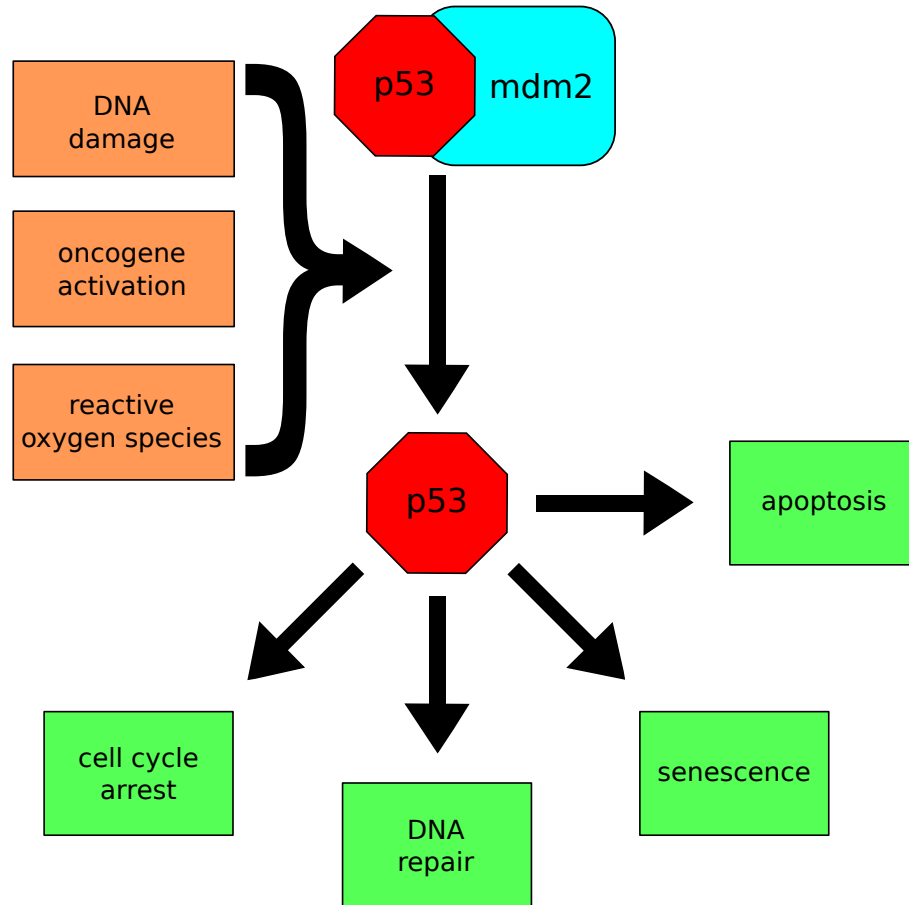 p53
mdm2
DNA
damage
oncogene
activation
reactive
oxygen species
p53
apoptosis
cell cycle
arrest
DNA
repair
senescence